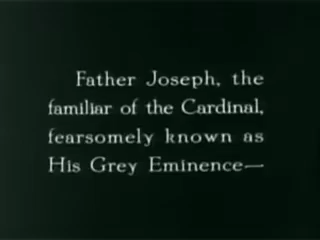 Father Joseph, the
familiar of the Cardinal,
fearsomely known as
His Grey Eminence—